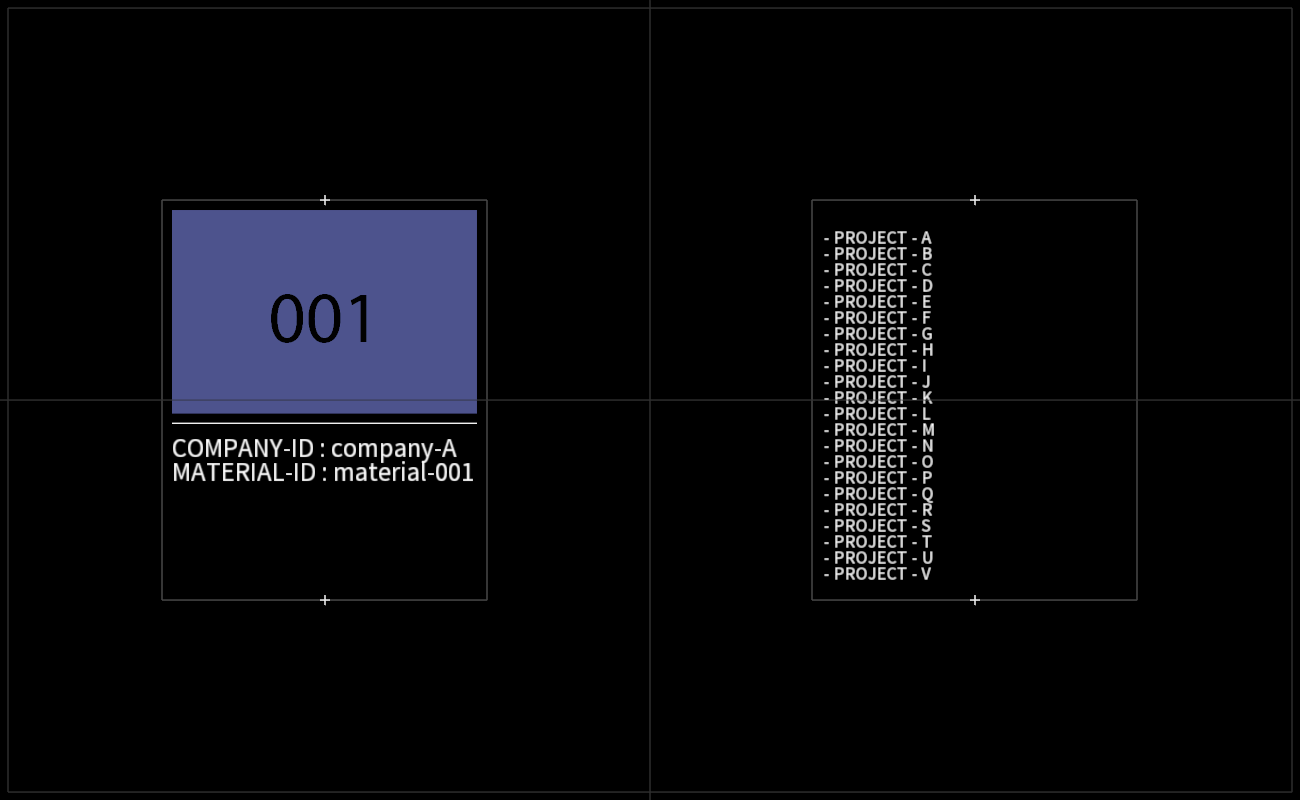 001
COMPANY-ID : company-A
MATERIAL-ID : material-001
- PROJECT - A
- PROJECT - B
- PROJECT - C
- PROJECT - D
- PROJECT - E
- PROJECT - F
- PROJECT - G
- PROJECT - H
- PROJECT - I
- PROJECT - J
- PROJECT - K
- PROJECT - L
- PROJECT - M
- PROJECT - N
- PROJECT - O
- PROJECT - P
- PROJECT - Q
- PROJECT - R
- PROJECT - S
- PROJECT - T
- PROJECT - U
- PROJECT - V